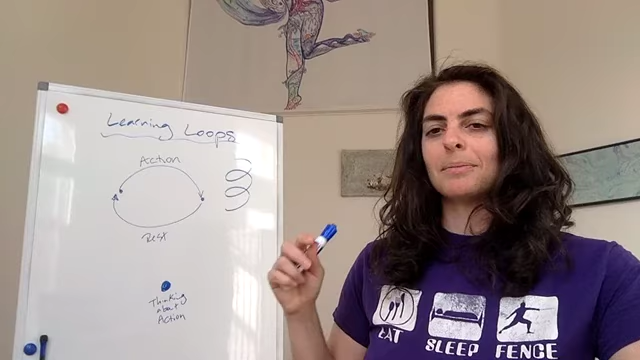 Learning Loops
Action
Rest
Thinking
about
Action
EAT
SLEEP
FENCE